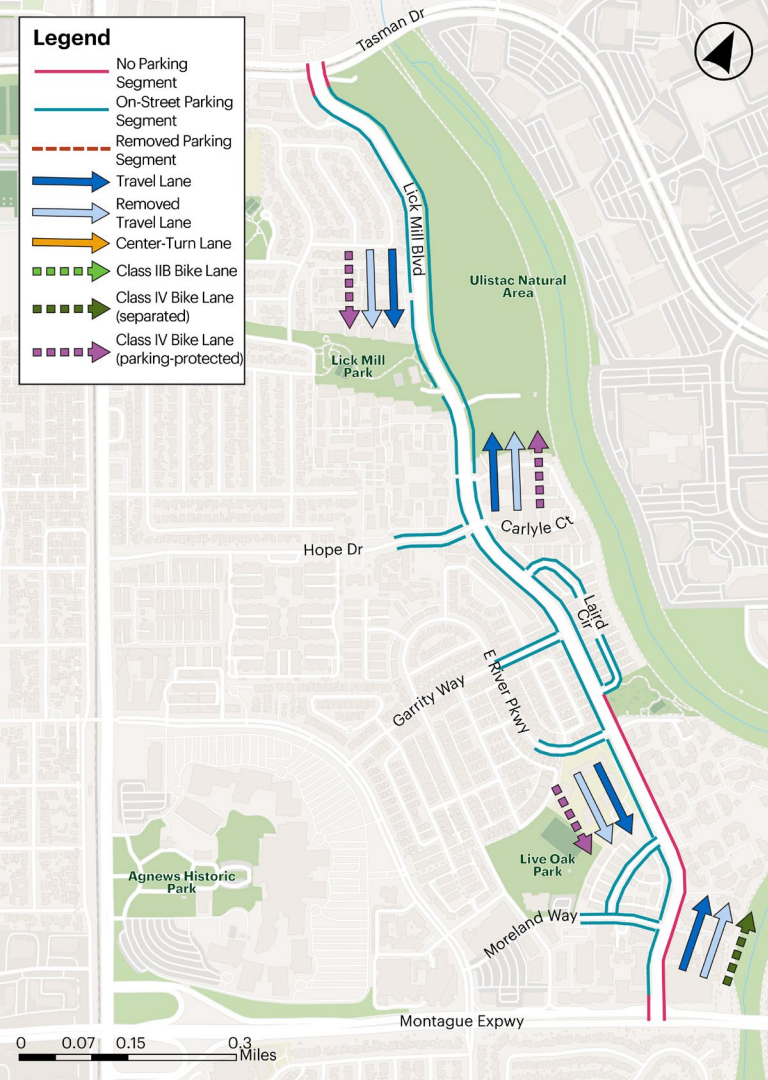 Legend
No Parking
Segment
On-Street Parking
Segment
Removed Parking
Segment
Travel Lane
Removed
Travel Lane
Center-Turn Lane
Class IIB Bike Lane
Class IV Bike Lane
(separated)
Class IV Bike Lane
(parking-protected)
Tasman Dr
Lick Mill Blvd
Ulistac Natural
Area
Lick Mill
Park
Carlyle Ct
Hope Dr
Laird
Cir
E River Pkwy
Garrity Way
Live Oak
Park
Agnews Historic
Park
Moreland Way
Montague Expwy
0 0.07 0.15 0.3
Miles